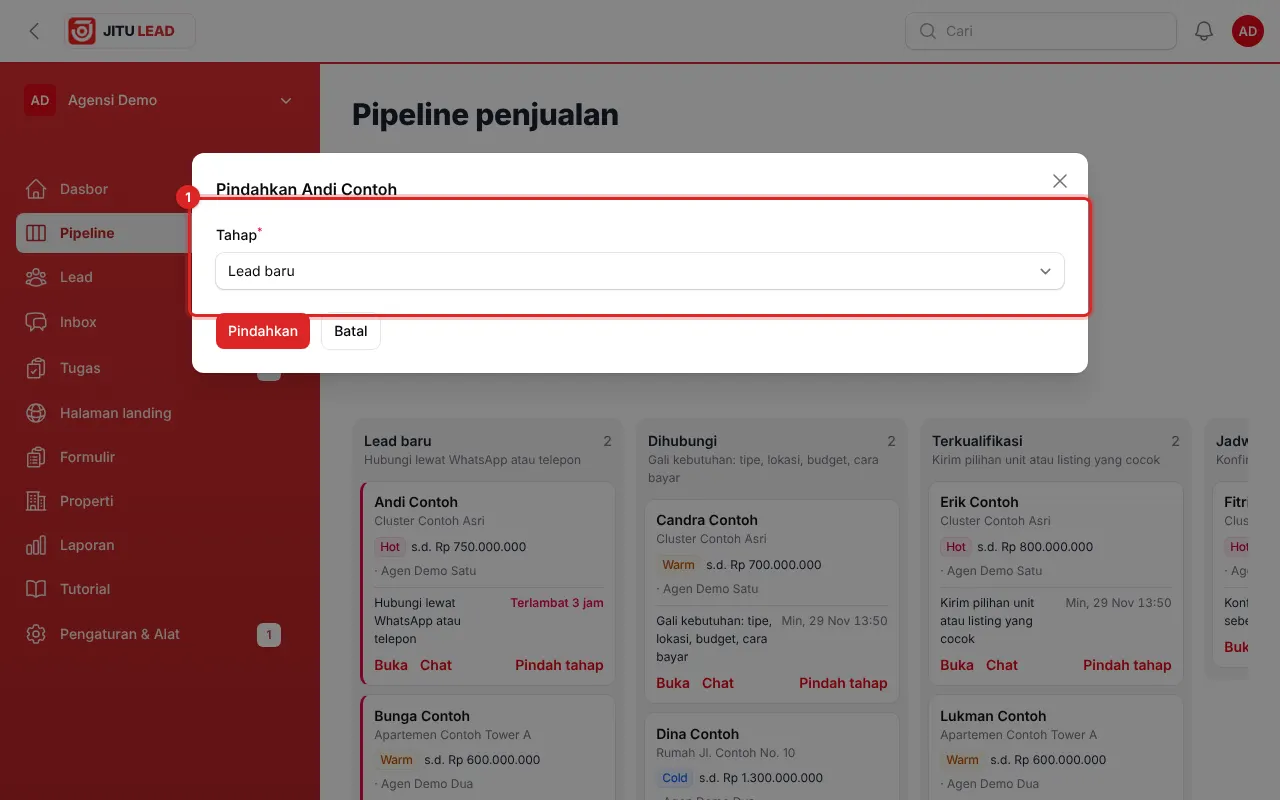 JITU LEAD
Cari
AD
AD
Agensi Demo
Dasbor
Pipeline
Lead
Inbox
Tugas
Halaman landing
Formulir
Properti
Laporan
Tutorial
Pengaturan & Alat
1
Pipeline penjualan
Pindahkan Andi Contoh
1
Tahap*
Lead baru
Pindahkan
Batal
Lead baru
2
Hubungi lewat WhatsApp atau telepon
Andi Contoh
Cluster Contoh Asri
Hot s.d. Rp 750.000.000
· Agen Demo Satu
Hubungi lewat
WhatsApp atau
telepon
Terlambat 3 jam
Buka Chat Pindah tahap
Bunga Contoh
Apartemen Contoh Tower A
Warm s.d. Rp 600.000.000
· Agen Demo Dua
Dihubungi
2
Gali kebutuhan: tipe, lokasi, budget, cara
bayar
Candra Contoh
Cluster Contoh Asri
Warm s.d. Rp 700.000.000
· Agen Demo Satu
Gali kebutuhan: tipe,
lokasi, budget, cara
bayar
Min, 29 Nov 13:50
Buka Chat Pindah tahap
Dina Contoh
Rumah Jl. Contoh No. 10
Cold s.d. Rp 1.300.000.000
Terkualifikasi
2
Kirim pilihan unit atau listing yang cocok
Erik Contoh
Cluster Contoh Asri
Hot s.d. Rp 800.000.000
· Agen Demo Satu
Kirim pilihan unit
atau listing yang
cocok
Min, 29 Nov 13:50
Buka Chat Pindah tahap
Lukman Contoh
Apartemen Contoh Tower A
Warm s.d. Rp 600.000.000
· Agen Demo Dua